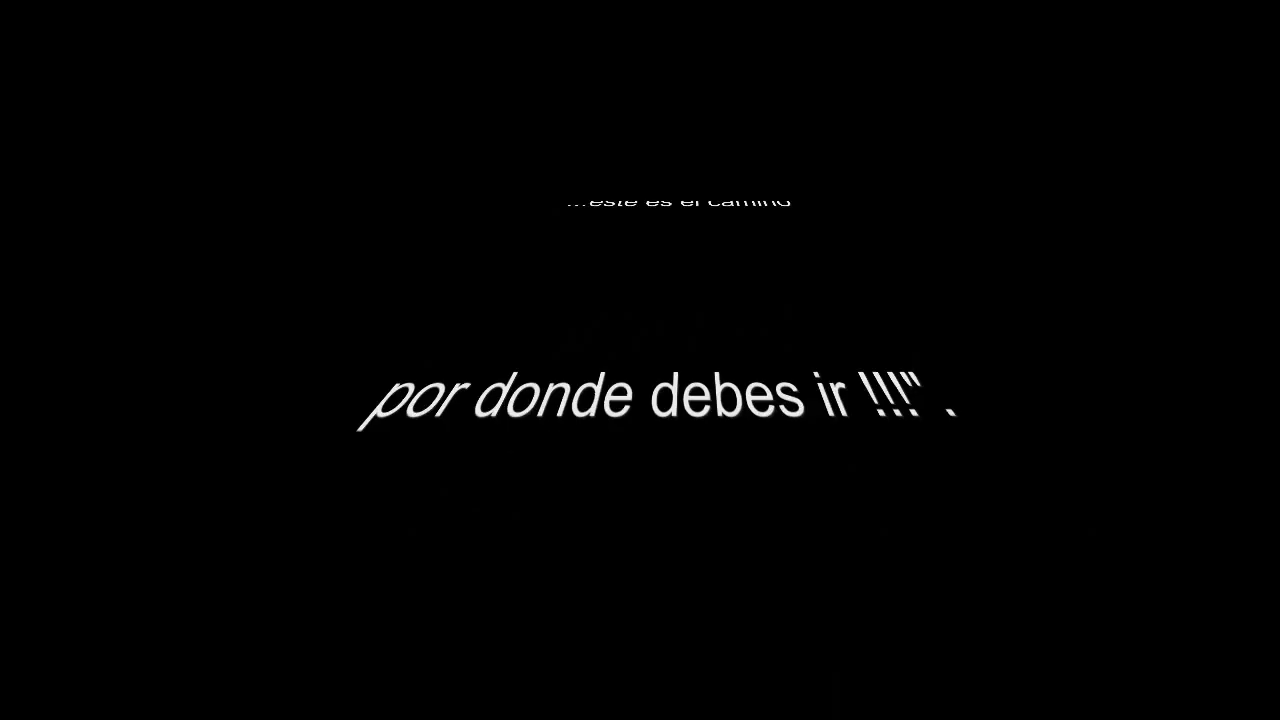 ...este es el camino
por donde debes ir !!!" .